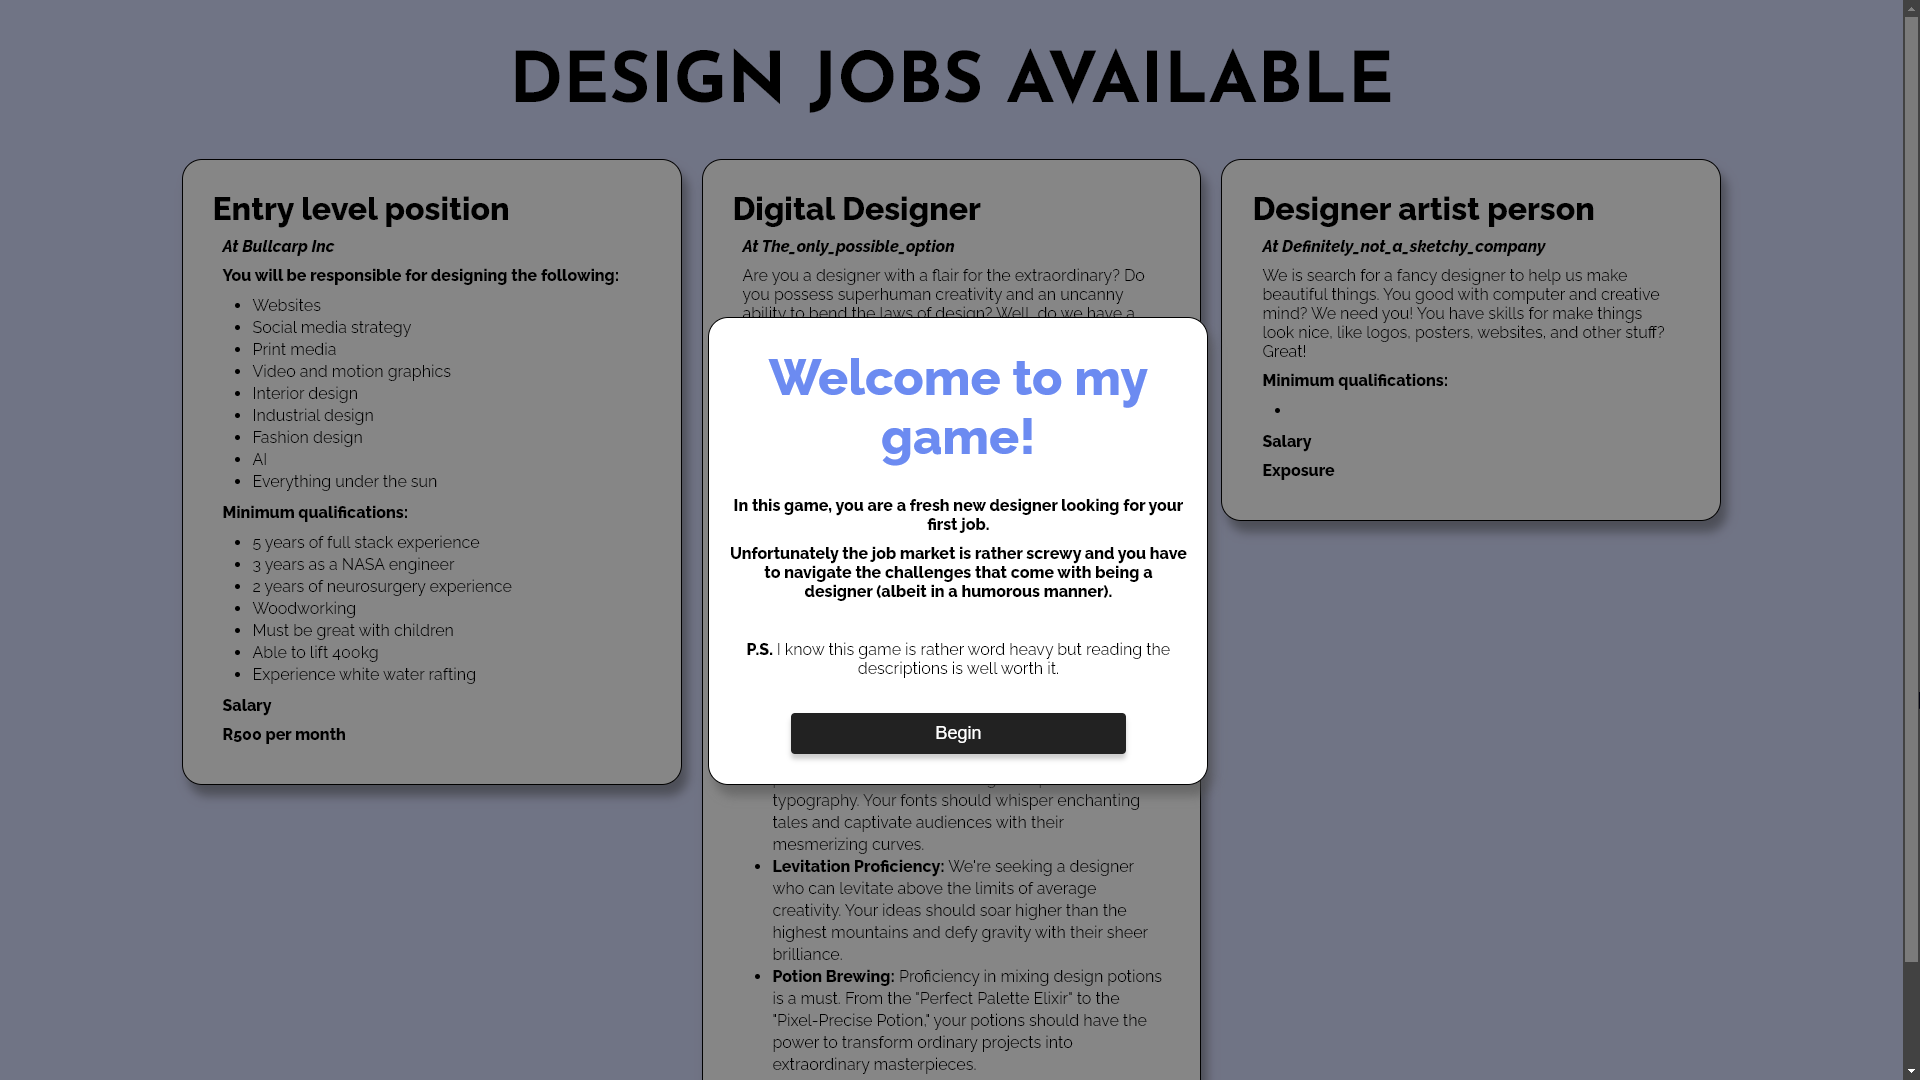 DESIGN JOBS AVAILABLE
Entry level position
At Bullcarp Inc
You will be responsible for designing the following:
Websites
Social media strategy
Print media
Video and motion graphics
Interior design
Industrial design
Fashion design
AI
Everything under the sun
Minimum qualifications:
5 years of full stack experience
3 years as a NASA engineer
2 years of neurosurgery experience
Woodworking
Must be great with children
Able to lift 400kg
Experience white water rafting
Salary
R500 per month
Digital Designer
At The_only_possible_option
Are you a designer with a flair for the extraordinary? Do
you possess superhuman creativity and an uncanny
ability to bend the laws of design? Well, do we have a
typography. Your fonts should whisper enchanting
tales and captivate audiences with their
mesmerizing curves.
Levitation Proficiency: We're seeking a designer
who can levitate above the limits of average
creativity. Your ideas should soar higher than the
highest mountains and defy gravity with their sheer
brilliance.
Potion Brewing: Proficiency in mixing design potions
is a must. From the "Perfect Palette Elixir" to the
"Pixel-Precise Potion," your potions should have the
power to transform ordinary projects into
extraordinary masterpieces.
Designer artist person
At Definitely_not_a_sketchy_company
We is search for a fancy designer to help us make
beautiful things. You good with computer and creative
mind? We need you! You have skills for make things
look nice, like logos, posters, websites, and other stuff?
Great!
Minimum qualifications:
Salary
Exposure
Welcome to my
game!
In this game, you are a fresh new designer looking for your
first job.
Unfortunately the job market is rather screwy and you have
to navigate the challenges that come with being a
designer (albeit in a humorous manner).
P.S. I know this game is rather word heavy but reading the
descriptions is well worth it.
Begin